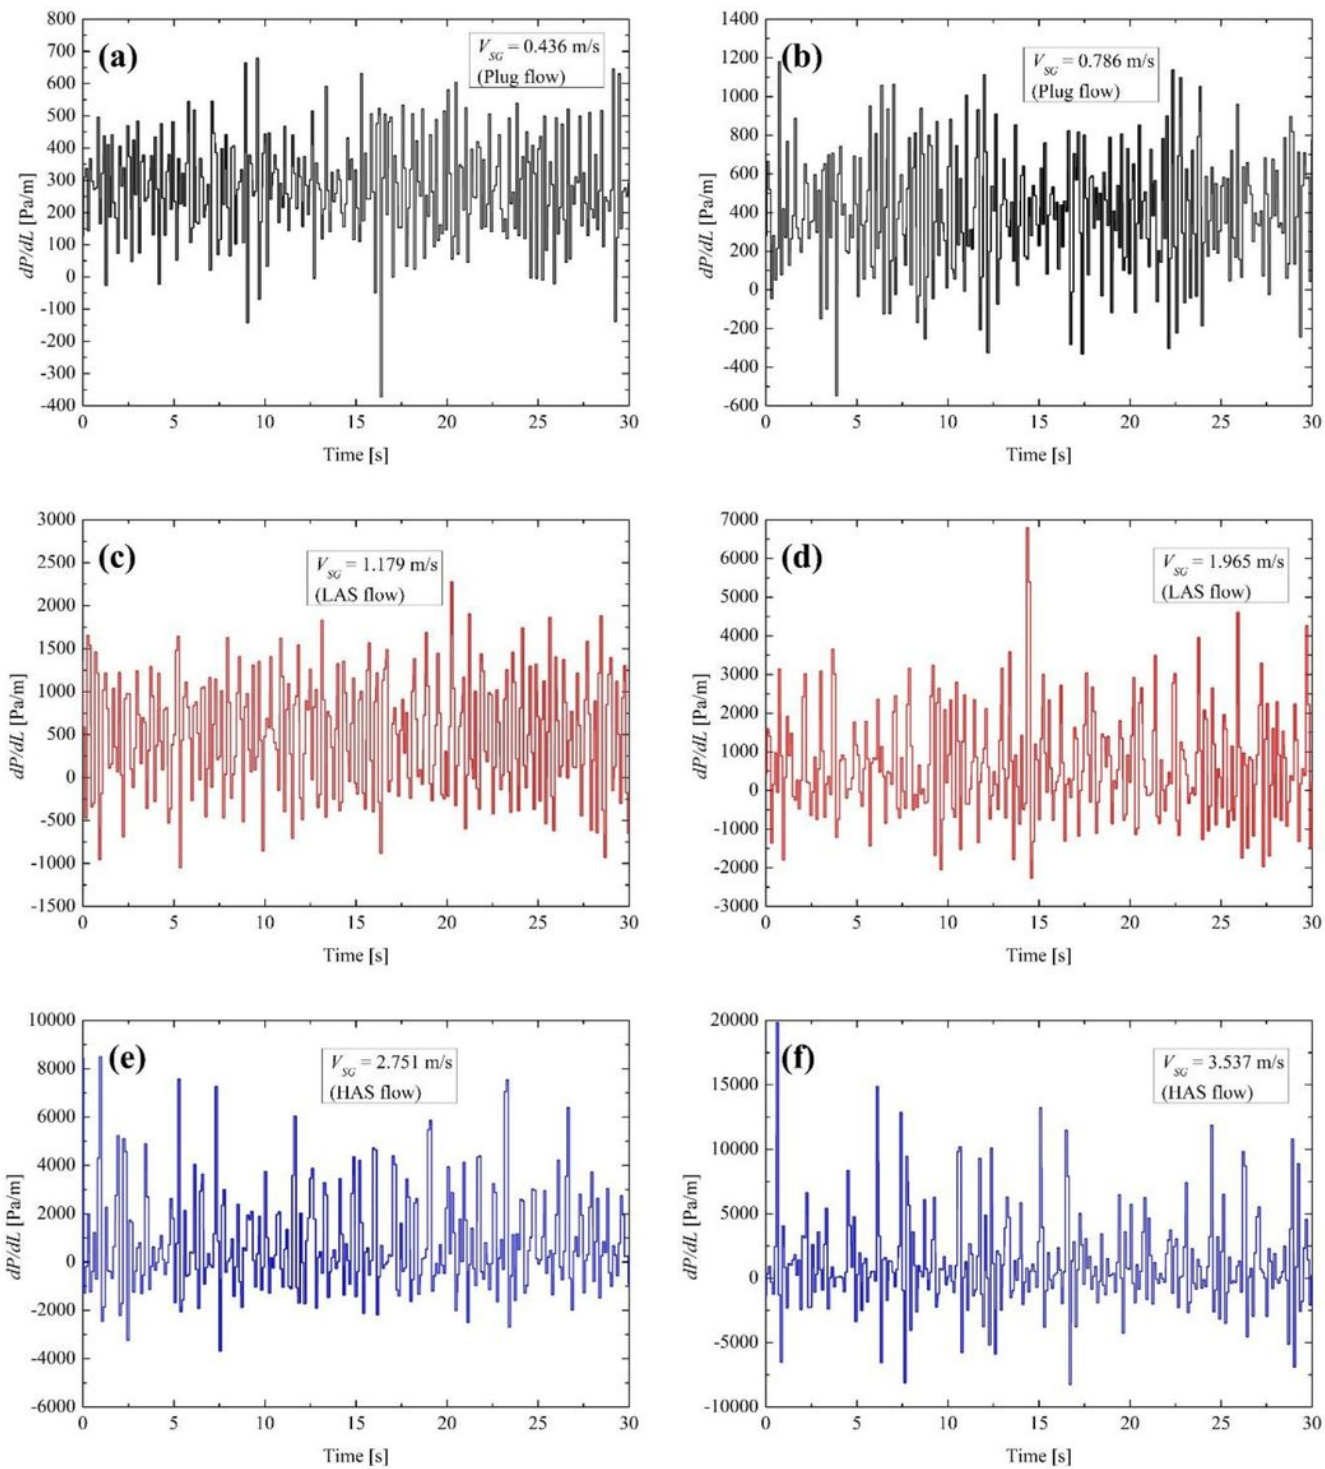 800
700
600
500
400
300
200
100
0
-100
-200
-300
-400
dP/dL [Pa/m]
(a)
V_SG = 0.436 m/s
(Plug flow)
0 5 10 15 20 25 30
Time [s]
1400
1200
1000
800
600
400
200
0
-200
-400
-600
dP/dL [Pa/m]
(b)
V_SG = 0.786 m/s
(Plug flow)
0 5 10 15 20 25 30
Time [s]
3000
2500
2000
1500
1000
500
0
-500
-1000
-1500
dP/dL [Pa/m]
(c)
V_SG = 1.179 m/s
(LAS flow)
0 5 10 15 20 25 30
Time [s]
7000
6000
5000
4000
3000
2000
1000
0
-1000
-2000
-3000
dP/dL [Pa/m]
(d)
V_SG = 1.965 m/s
(LAS flow)
0 5 10 15 20 25 30
Time [s]
10000
8000
6000
4000
2000
0
-2000
-4000
-6000
dP/dL [Pa/m]
(e)
V_SG = 2.751 m/s
(HAS flow)
0 5 10 15 20 25 30
Time [s]
20000
15000
10000
5000
0
-5000
-10000
dP/dL [Pa/m]
(f)
V_SG = 3.537 m/s
(HAS flow)
0 5 10 15 20 25 30
Time [s]